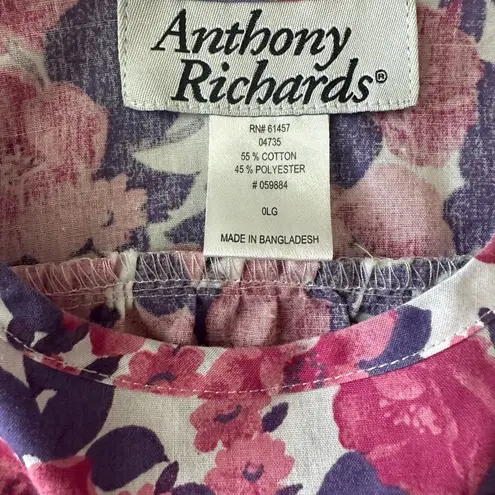 Anthony
Richards®
RN# 61457
04735
55 % COTTON
45 % POLYESTER
# 059884
0LG
MADE IN BANGLADESH